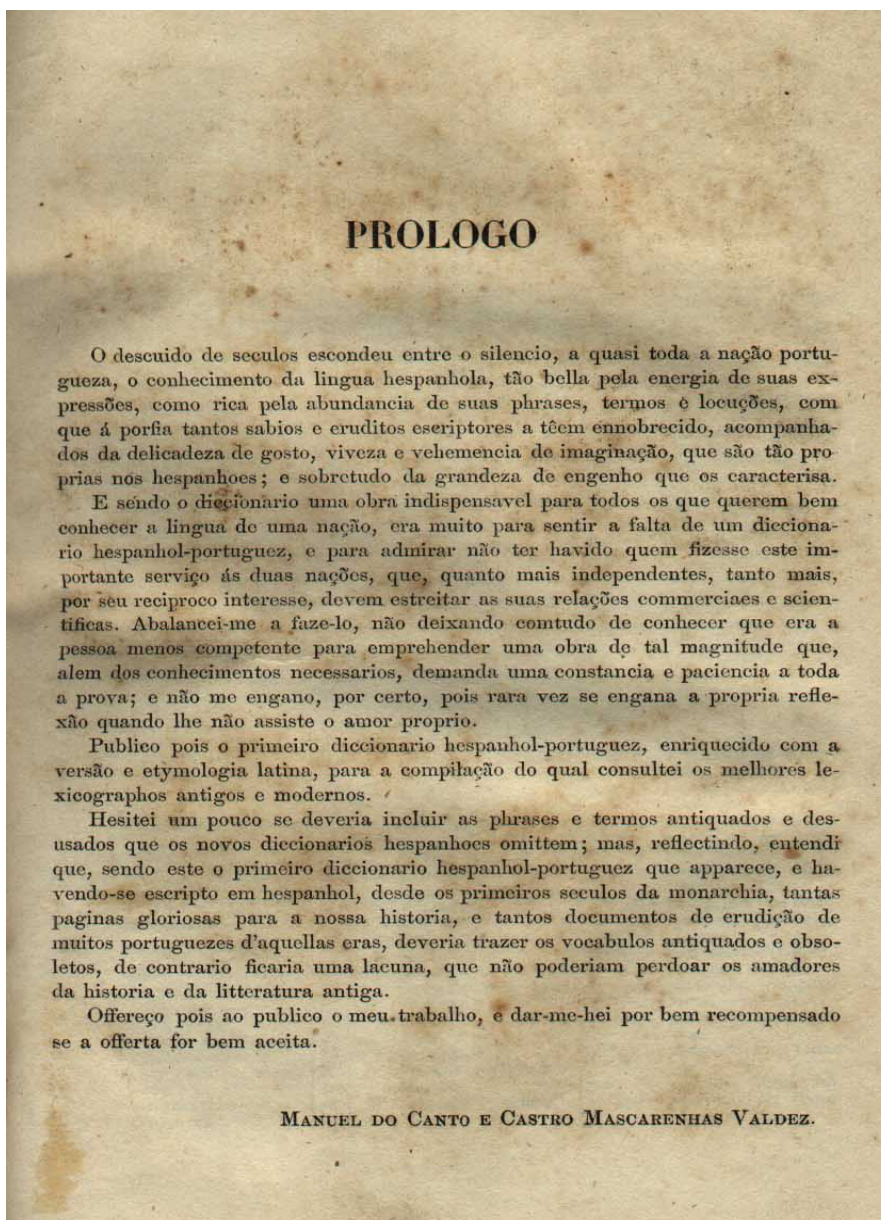 PROLOGO
O descuido de seculos escondeu entre o silencio, a quasi toda a nação portu-
gueza, o conhecimento da lingua hespanhola, tão bella pela energia de suas ex-
pressões, como rica pela abundancia de suas phrases, termos e locuções, com
que á porfia tantos sabios e eruditos escriptores a têem ennobrecido, acompanha-
dos da delicadeza de gosto, viveza e vehemencia de imaginação, que são tão pro
prias nos hespanhoes; e sobretudo da grandeza de engenho que os caracterisa.
E sendo o diccionario uma obra indispensavel para todos os que querem bem
conhecer a lingua de uma nação, era muito para sentir a falta de um dicciona-
rio hespanhol-portuguez, e para admirar não ter havido quem fizesse este im-
portante serviço ás duas nações, que, quanto mais independentes, tanto mais,
por seu reciproco interesse, devem estreitar as suas relações commerciaes e scien-
tificas. Abalancei-me a faze-lo, não deixando comtudo de conhecer que era a
pessoa menos competente para emprehender uma obra de tal magnitude que,
alem dos conhecimentos necessarios, demanda uma constancia e paciencia a toda
a prova; e não me engano, por certo, pois rara vez se engana a propria refle-
xão quando lhe não assiste o amor proprio.
Publico pois o primeiro diccionario hespanhol-portuguez, enriquecido com a
versão e etymologia latina, para a compilação do qual consultei os melhores le-
xicographos antigos e modernos.
Hesitei um pouco se deveria incluir as phrases e termos antiquados e des-
usados que os novos diccionarios hespanhoes omittem; mas, reflectindo, entendi
que, sendo este o primeiro diccionario hespanhol-portuguez que apparece, e ha-
vendo-se escripto em hespanhol, desde os primeiros seculos da monarchia, tantas
paginas gloriosas para a nossa historia, e tantos documentos de erudição de
muitos portuguezes d'aquellas eras, deveria trazer os vocabulos antiquados e obso-
letos, de contrario ficaria uma lacuna, que não poderiam perdoar os amadores
da historia e da litteratura antiga.
Offereço pois ao publico o meu trabalho, e dar-me-hei por bem recompensado
se a offerta for bem aceita.
MANUEL DO CANTO E CASTRO MASCARENHAS VALDEZ.